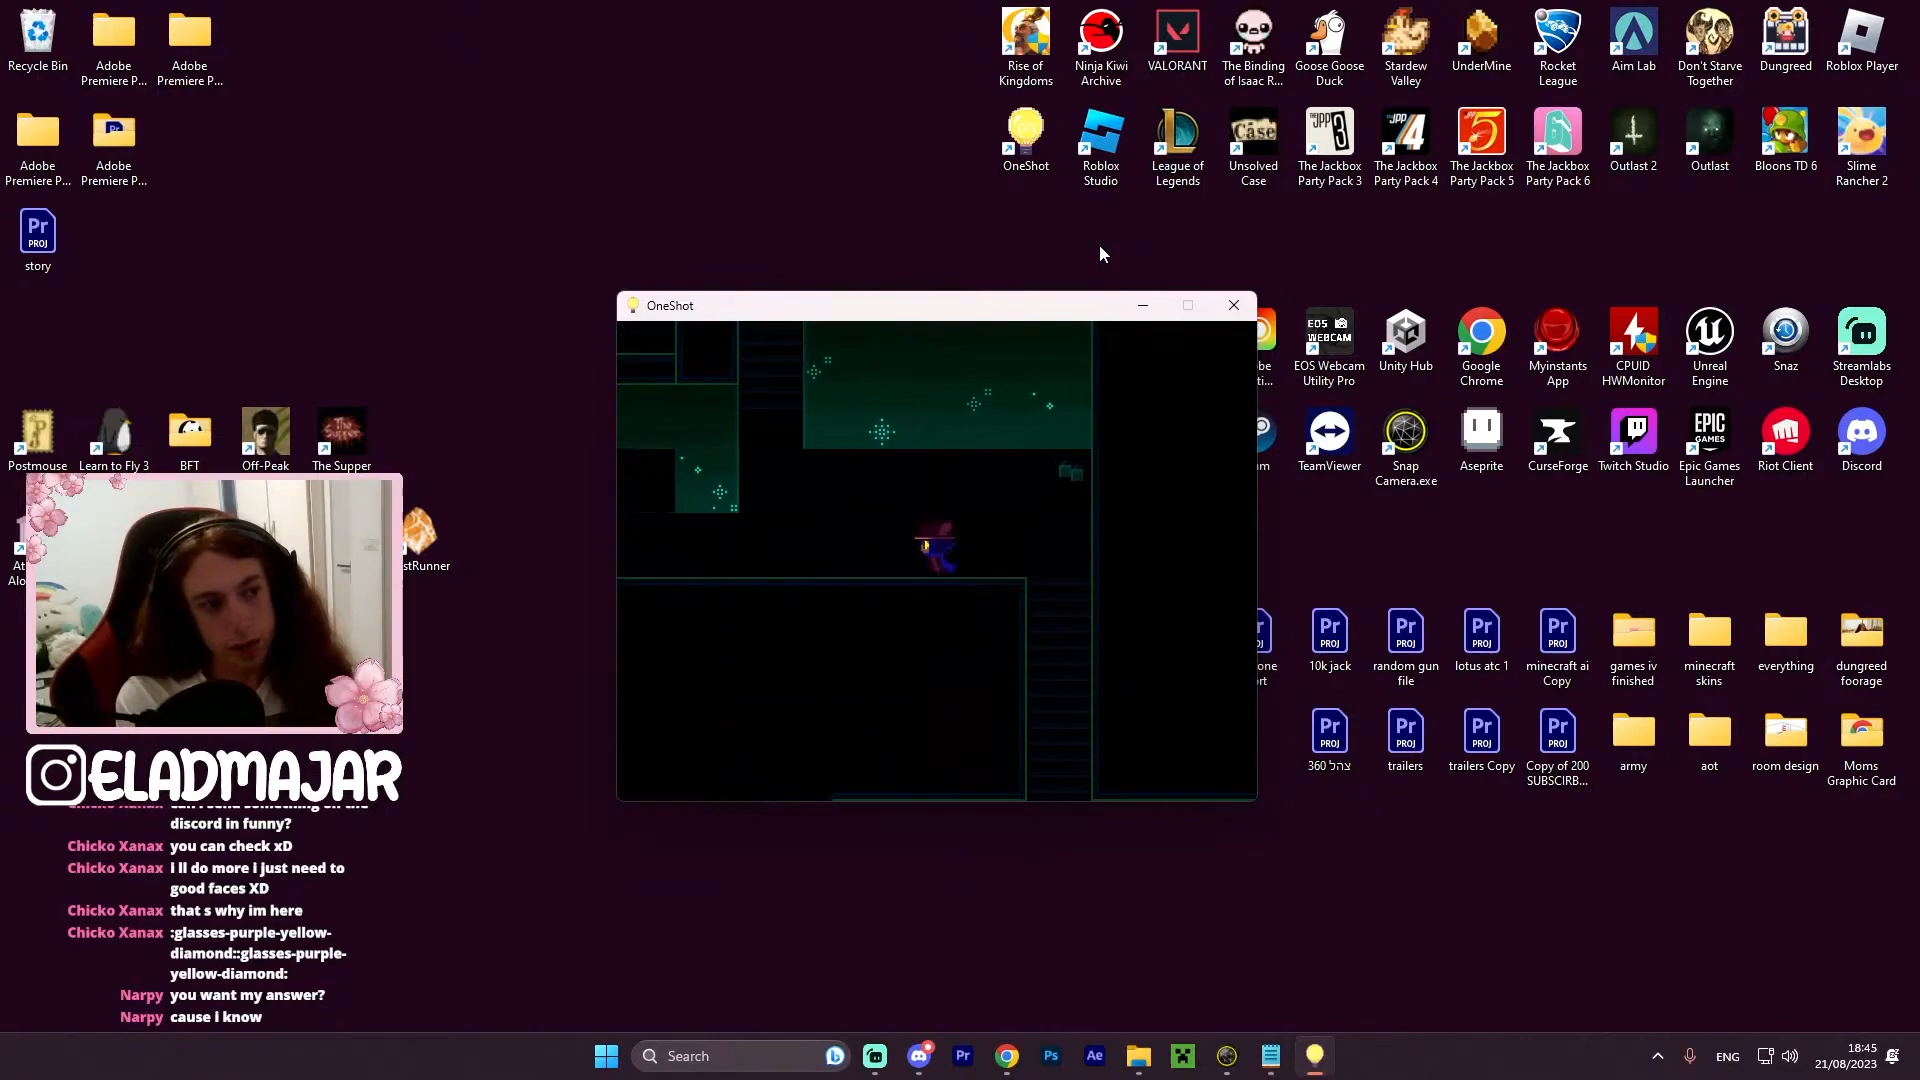 Recycle Bin
Adobe
Premiere P...
Adobe
Premiere P...
Rise of
Kingdoms
Ninja Kiwi
Archive
VALORANT
The Binding
of Isaac R...
Goose Goose
Duck
Stardew
Valley
UnderMine
Rocket
League
Aim Lab
Don't Starve
Together
Dungreed
Roblox Player
Adobe
Premiere P...
Adobe
Premiere P...
OneShot
Roblox
Studio
League of
Legends
Unsolved
Case
The Jackbox
Party Pack 3
The Jackbox
Party Pack 4
The Jackbox
Party Pack 5
The Jackbox
Party Pack 6
Outlast 2
Outlast
Bloons TD 6
Slime
Rancher 2
Pr
PROJ
story
OneShot
EOS
WEBCAM
EOS Webcam
Utility Pro
Unity Hub
Google
Chrome
Myinstants
App
CPUID
HWMonitor
Unreal
Engine
Snaz
Streamlabs
Desktop
Postmouse
Learn to Fly 3
BFT
Off-Peak
The Supper
TeamViewer
Snap
Camera.exe
Aseprite
CurseForge
Twitch Studio
EPIC
GAMES
Epic Games
Launcher
Riot Client
Discord
stRunner
10k jack
random gun
file
lotus atc 1
minecraft ai
Copy
games iv
finished
minecraft
skins
everything
dungreed
foorage
360 צהל
trailers
trailers Copy
Copy of 200
SUBSCIRB...
army
aot
room design
Moms
Graphic Card
ELADMAJAR
discord in funny?
Chicko Xanax you can check xD
Chicko Xanax i ll do more i just need to
good faces XD
Chicko Xanax that s why im here
Chicko Xanax :glasses-purple-yellow-
diamond::glasses-purple-
yellow-diamond:
Narpy you want my answer?
Narpy cause i know
Search
Pr
Ps
Ae
ENG
18:45
21/08/2023